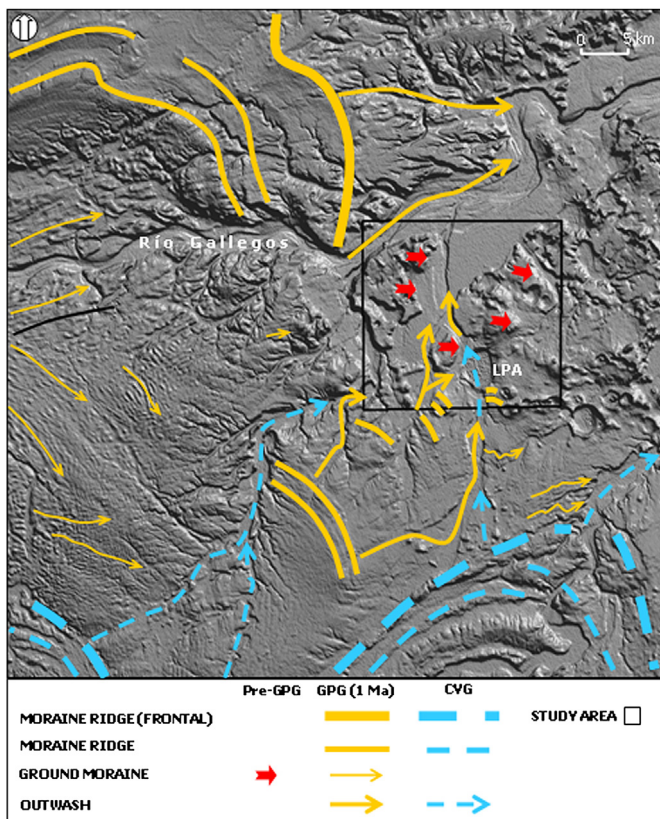 0 5 km
Río Gallegos
LPA
Pre-GPG GPG (1 Ma) CVG
MORAINE RIDGE (FRONTAL) STUDY AREA
MORAINE RIDGE
GROUND MORAINE
OUTWASH